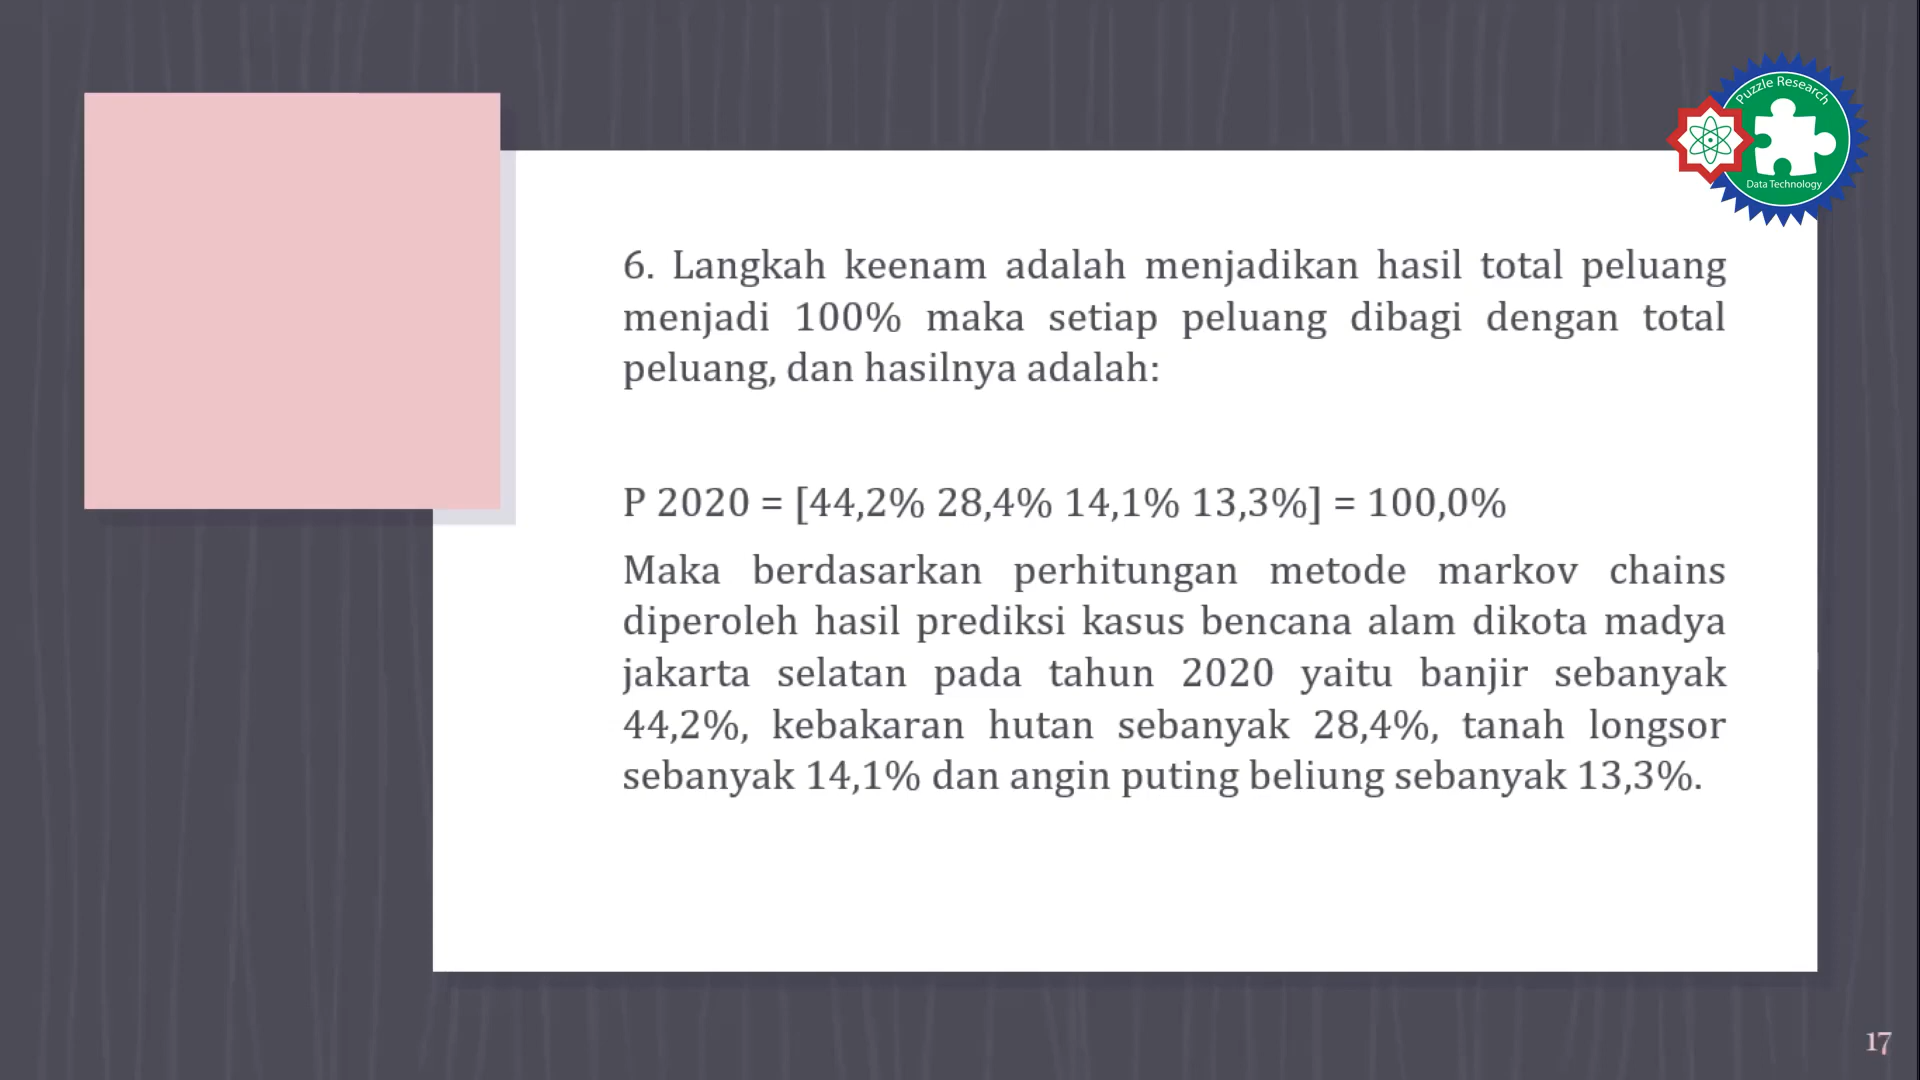 Puzzle Research
Data Technology
6. Langkah keenam adalah menjadikan hasil total peluang
menjadi 100% maka setiap peluang dibagi dengan total
peluang, dan hasilnya adalah:
P 2020 = [44,2% 28,4% 14,1% 13,3%] = 100,0%
Maka berdasarkan perhitungan metode markov chains
diperoleh hasil prediksi kasus bencana alam dikota madya
jakarta selatan pada tahun 2020 yaitu banjir sebanyak
44,2%, kebakaran hutan sebanyak 28,4%, tanah longsor
sebanyak 14,1% dan angin puting beliung sebanyak 13,3%.
17